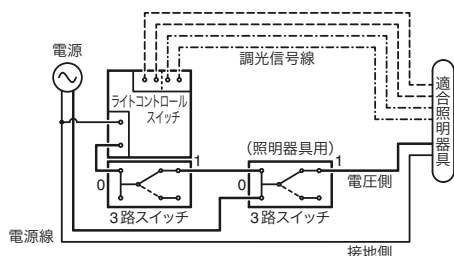 電源
調光信号線
ライトコントロール
スイッチ
適合照明器具
(照明器具用)
1
1
0
0
電圧側
3路スイッチ
3路スイッチ
電源線
接地側